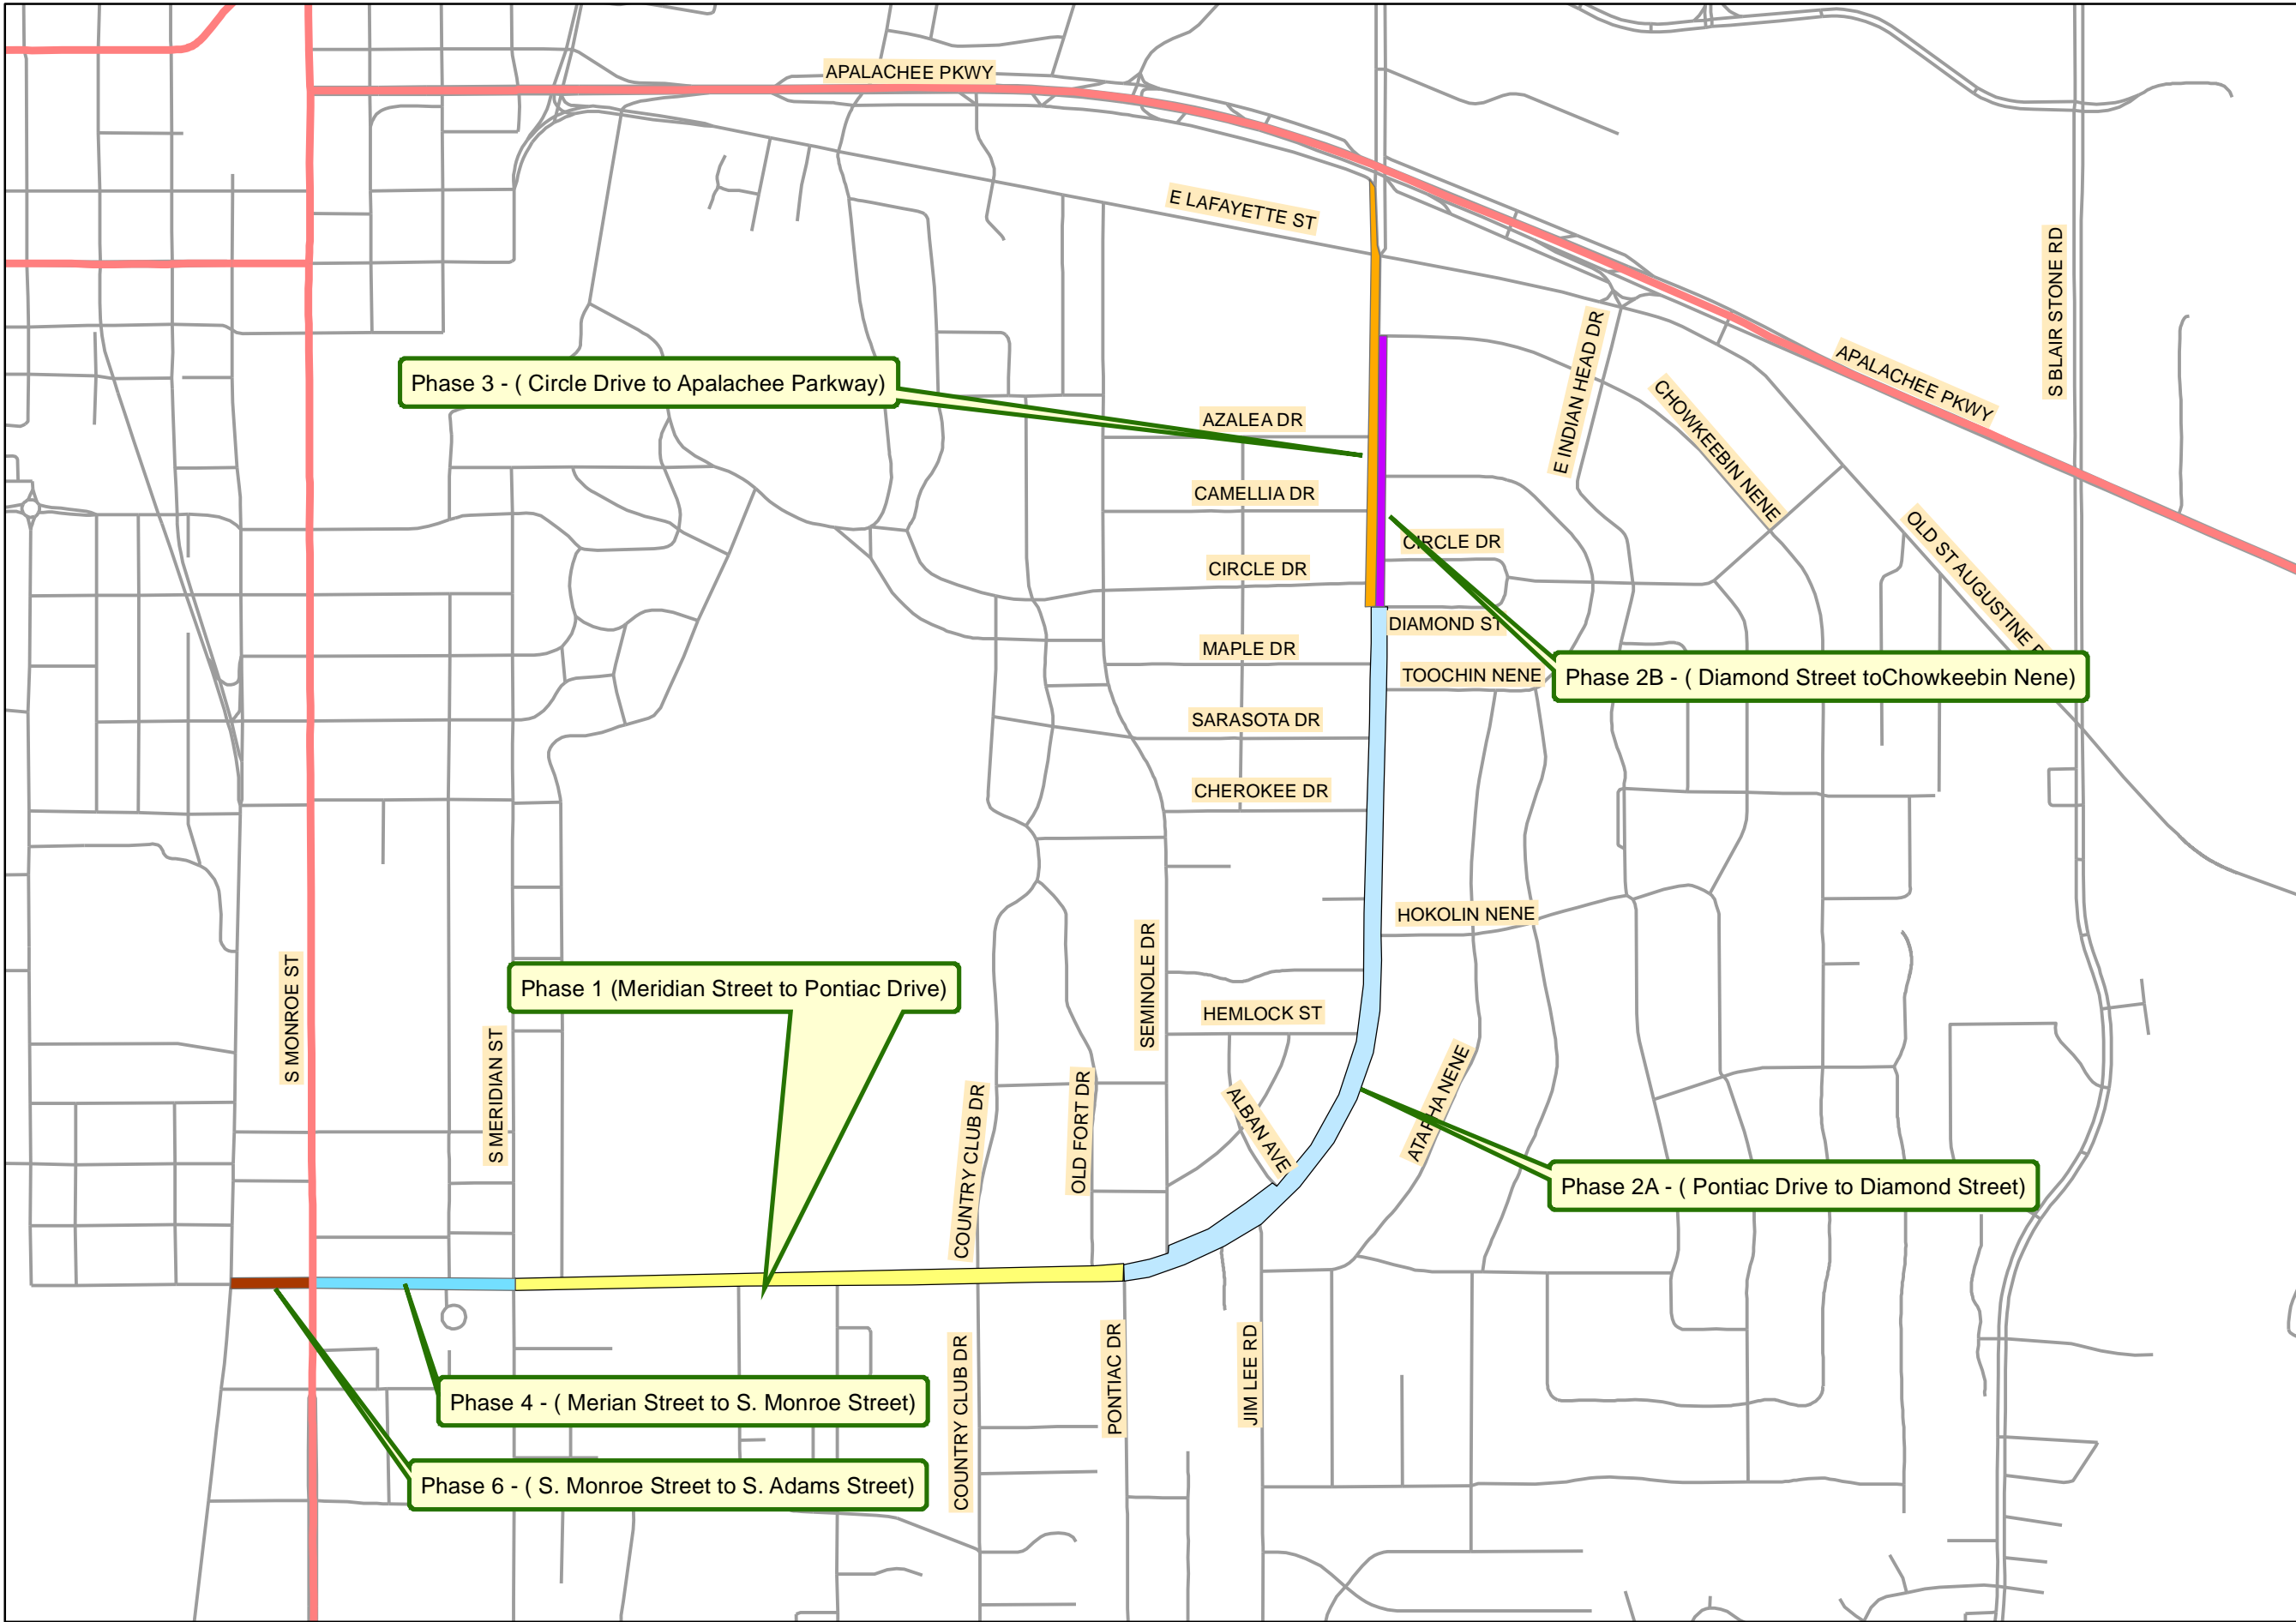 APALACHEE PKWY
E LAFAYETTE ST
S BLAIR STONE RD
E INDIAN HEAD DR
APALACHEE PKWY
Phase 3 - ( Circle Drive to Apalachee Parkway)
AZALEA DR
CHOWKEEBIN NENE
CAMELLIA DR
OLD ST AUGUSTINE
CIRCLE DR
CIRCLE DR
DIAMOND ST
MAPLE DR
TOOCHIN NENE
Phase 2B - ( Diamond Street toChowkeebin Nene)
SARASOTA DR
CHEROKEE DR
HOKOLIN NENE
SEMINOLE DR
S MONROE ST
Phase 1 (Meridian Street to Pontiac Drive)
HEMLOCK ST
S MERIDIAN ST
COUNTRY CLUB DR
OLD FORT DR
ALBAN AVE
NENE
Phase 2A - ( Pontiac Drive to Diamond Street)
COUNTRY CLUB DR
PONTIAC DR
JIM LEE RD
Phase 4 - ( Merian Street to S. Monroe Street)
Phase 6 - ( S. Monroe Street to S. Adams Street)